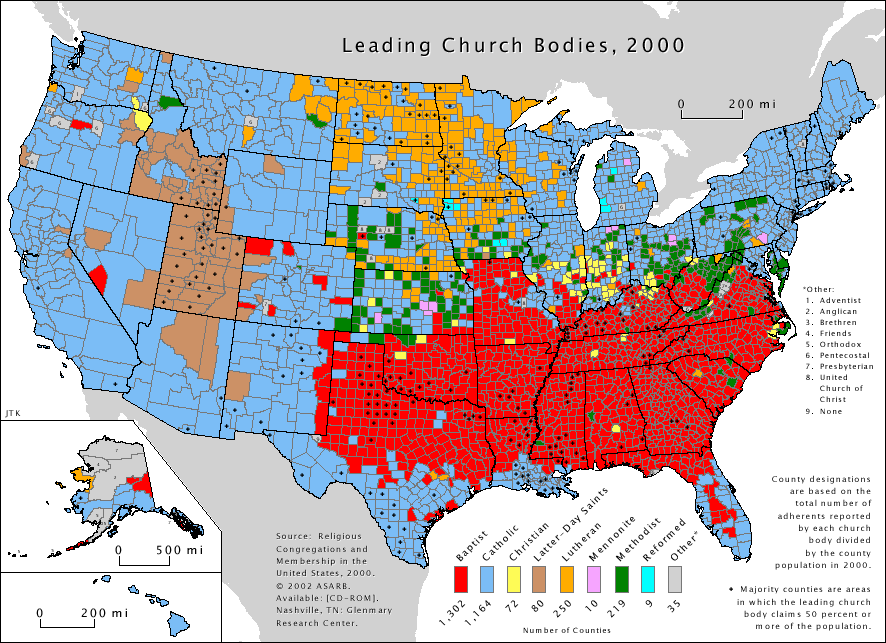 Leading Church Bodies, 2000
0 200 mi
*Other:
1. Adventist
2. Anglican
3. Brethren
4. Friends
5. Orthodox
6. Pentecostal
7. Presbyterian
8. United
Church of
Christ
9. None
JTK
County designations
are based on the
total number of
adherents reported
by each church
body divided
by the county
population in 2000.
0 500 mi
Source: Religious
Congregations and
Membership in the
United States, 2000.
© 2002 ASARB.
Available: [CD-ROM].
Nashville, TN: Glenmary
Research Center.
Baptist
Catholic
Christian
Latter-Day Saints
Lutheran
Mennonite
Methodist
Reformed
Other*
1,302
1,164
72
80
250
10
219
9
35
Number of Counties
♦ Majority counties are areas
in which the leading church
body claims 50 percent or
more of the population.
0 200 mi